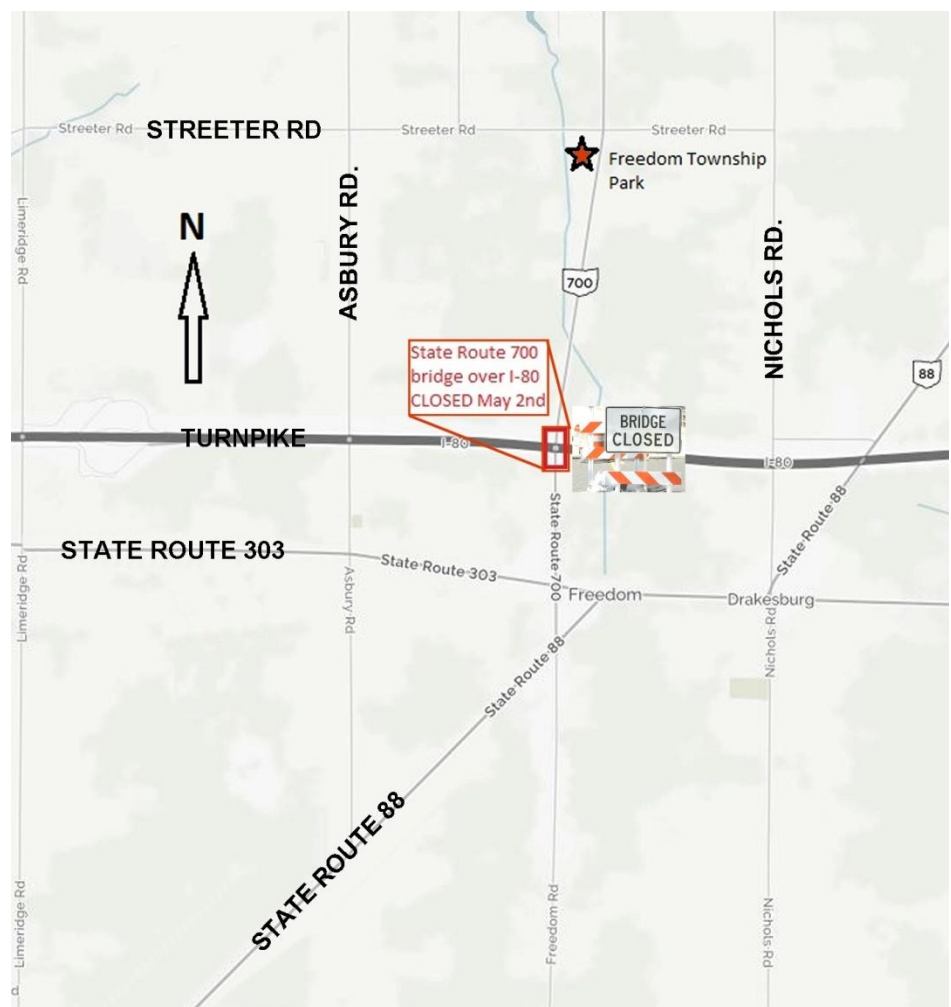 Streeter Rd
STREETER RD
Streeter Rd
Streeter Rd
Freedom Township
Park
Limeridge Rd
ASBURY RD.
N
NICHOLS RD.
700
State Route 700
bridge over I-80
CLOSED May 2nd
88
BRIDGE
CLOSED
TURNPIKE
I-80
I-80
State Route 88
State Route 700
STATE ROUTE 303
State Route 303
Freedom
Drakesburg
Limeridge Rd
Asbury Rd
Nichols Rd
State Route 88
STATE ROUTE 88
Limeridge Rd
Freedom Rd
Nichols Rd
d